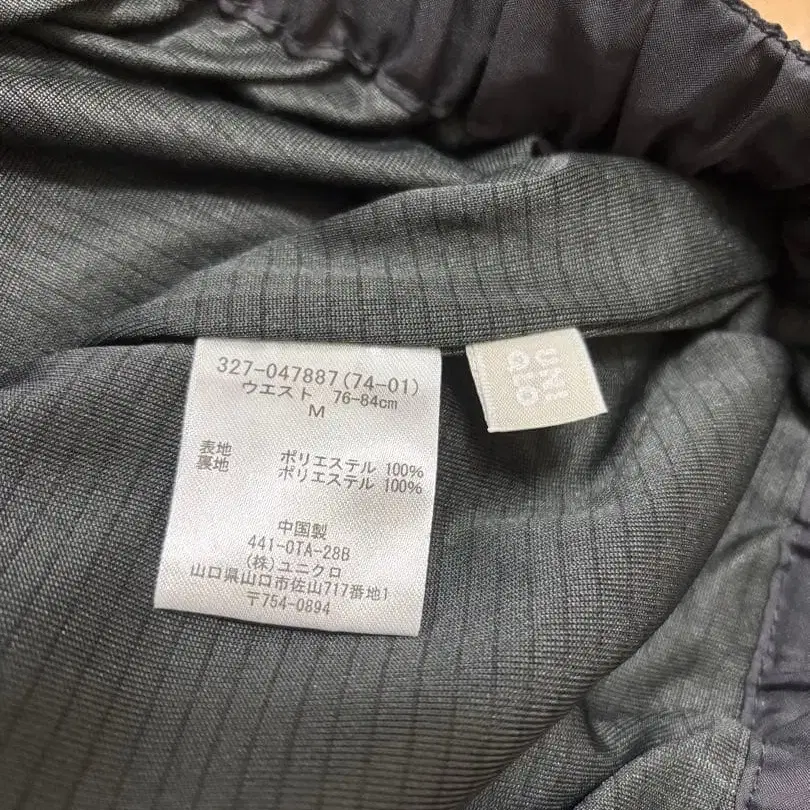 327-047887(74-01)
ウエスト 76-84cm
M
表地 ポリエステル 100%
裏地 ポリエステル 100%
中国製
441-OTA-28B
(株)ユニクロ
山口県山口市佐山717番地1
〒754-0894
UNI
QLO